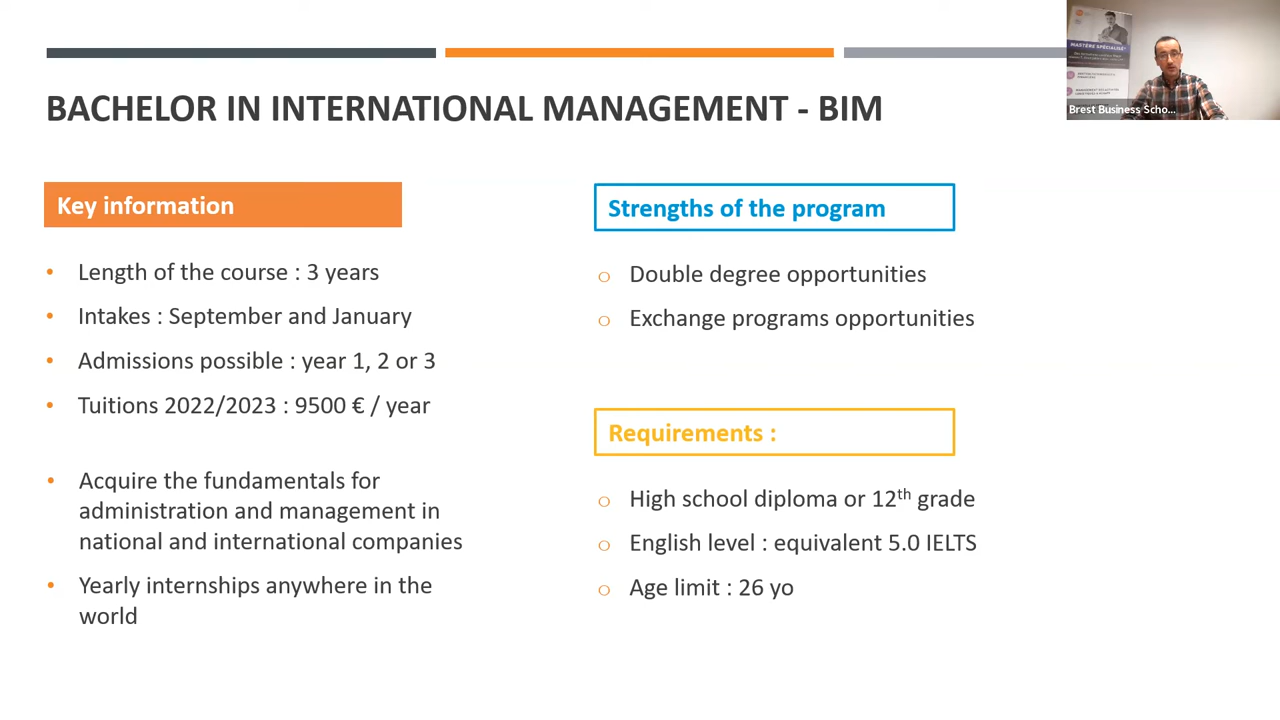 BACHELOR IN INTERNATIONAL MANAGEMENT - BIM
MASTÈRE SPÉCIALISÉ
Brest Business Scho...
Key information
• Length of the course : 3 years
• Intakes : September and January
• Admissions possible : year 1, 2 or 3
• Tuitions 2022/2023 : 9500 € / year
• Acquire the fundamentals for
administration and management in
national and international companies
• Yearly internships anywhere in the
world
Strengths of the program
o Double degree opportunities
o Exchange programs opportunities
Requirements :
o High school diploma or 12th grade
o English level : equivalent 5.0 IELTS
o Age limit : 26 yo